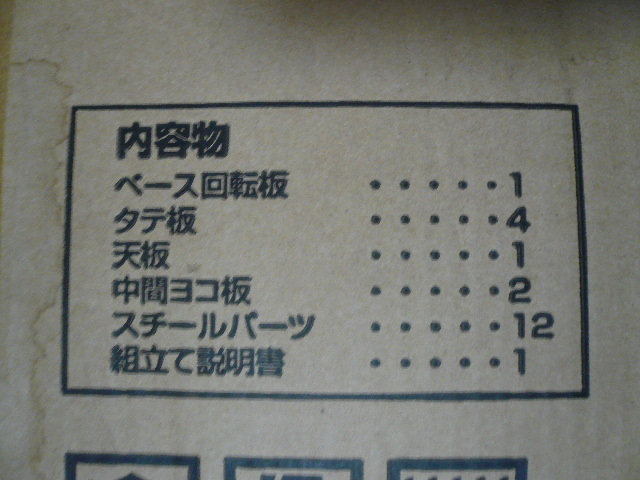 内容物
ベース回転板 ・・・・・1
タテ板 ・・・・・4
天板 ・・・・・1
中間ヨコ板 ・・・・・2
スチールパーツ ・・・・・12
組立て説明書 ・・・・・1